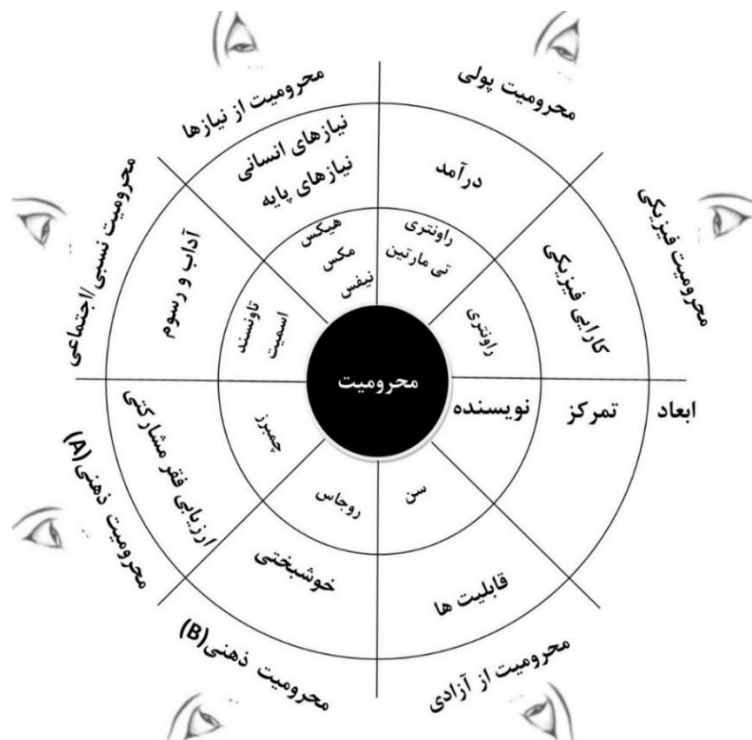 محرومیت پولی
درآمد
راونتری
تی مارتین
محرومیت فیزیکی
کارایی فیزیکی
راونتری
ابعاد
تمرکز
نویسنده
محرومیت از آزادی
قابلیت ها
سن
محرومیت ذهنی(B)
خوشبختی
روجاس
محرومیت ذهنی(A)
ارزیابی فقر مشارکتی
چمبرز
محرومیت نسبی/اجتماعی
آداب و رسوم
تاونسند
اسمیت
محرومیت از نیازها
نیازهای انسانی
نیازهای پایه
هیکس
مکس
نیفس
محرومیت